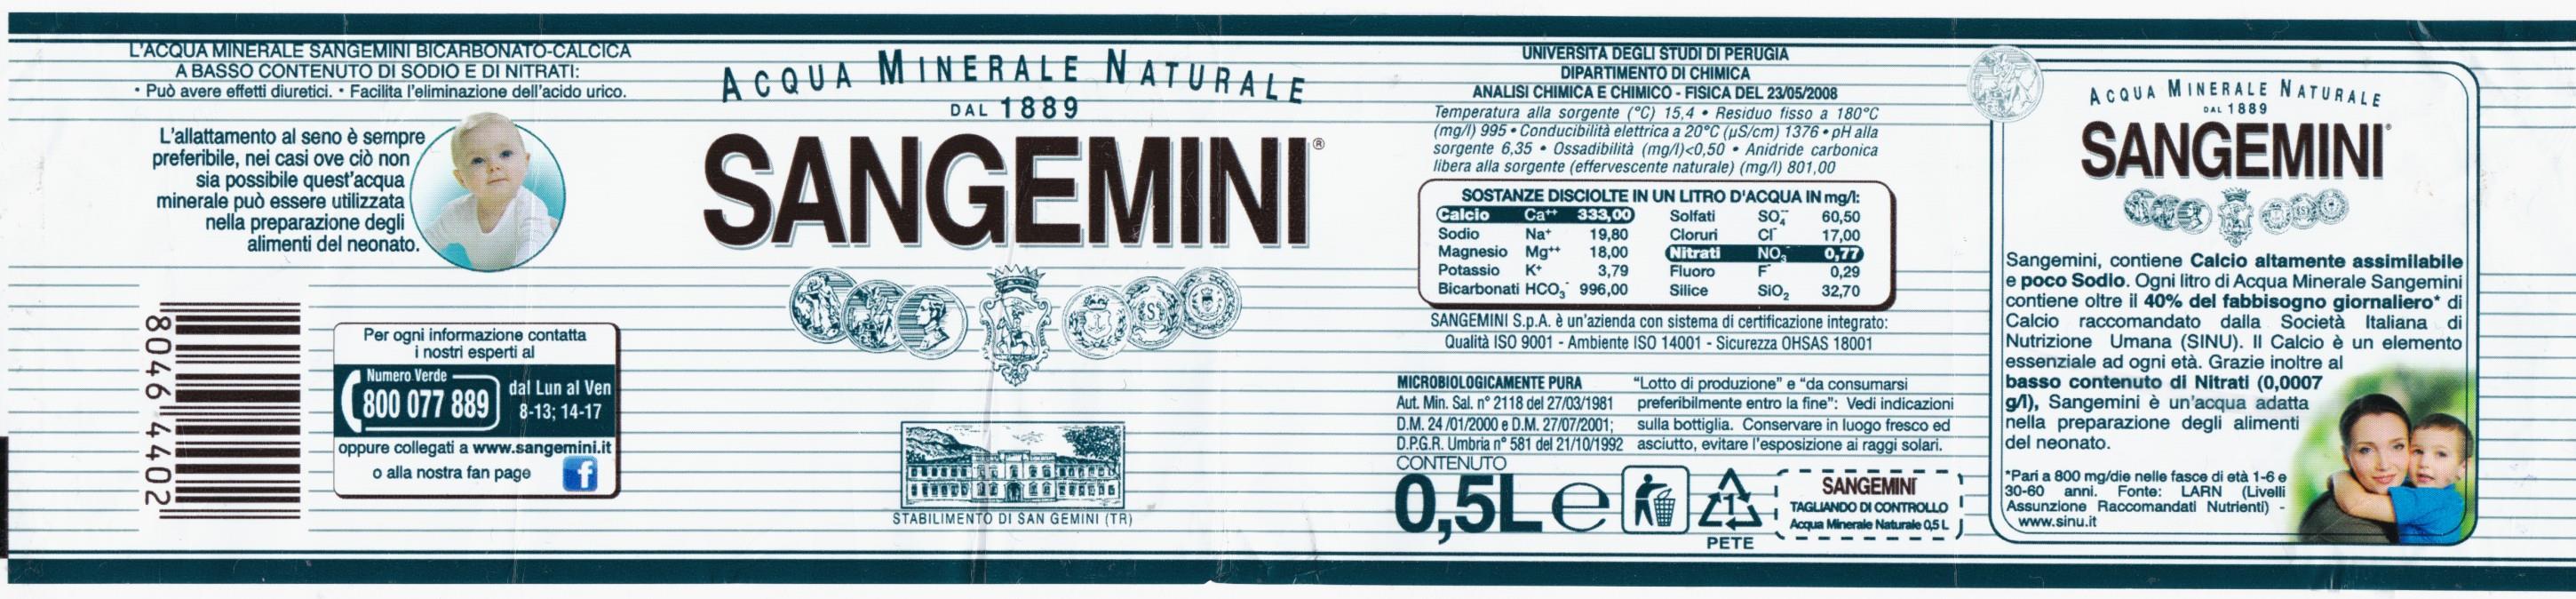 L'ACQUA MINERALE SANGEMINI BICARBONATO-CALCICA
A BASSO CONTENUTO DI SODIO E DI NITRATI:
• Può avere effetti diuretici. • Facilita l'eliminazione dell'acido urico.
L'allattamento al seno è sempre
preferibile, nei casi ove ciò non
sia possibile quest'acqua
minerale può essere utilizzata
nella preparazione degli
alimenti del neonato.
80464402
Per ogni informazione contatta
i nostri esperti al
Numero Verde
800 077 889
dal Lun al Ven
8-13; 14-17
oppure collegati a www.sangemini.it
o alla nostra fan page
f
ACQUA MINERALE NATURALE
DAL 1889
SANGEMINI®
STABILIMENTO DI SAN GEMINI (TR)
UNIVERSITÀ DEGLI STUDI DI PERUGIA
DIPARTIMENTO DI CHIMICA
ANALISI CHIMICA E CHIMICO - FISICA DEL 23/05/2008
Temperatura alla sorgente (°C) 15,4 • Residuo fisso a 180°C
(mg/l) 995 • Conducibilità elettrica a 20°C (µS/cm) 1376 • pH alla
sorgente 6,35 • Ossadibilità (mg/l)<0,50 • Anidride carbonica
libera alla sorgente (effervescente naturale) (mg/l) 801,00
SOSTANZE DISCIOLTE IN UN LITRO D'ACQUA IN mg/l:
Calcio Ca⁺⁺ 333,00 Solfati SO₄⁻⁻ 60,50
Sodio Na⁺ 19,80 Cloruri Cl⁻ 17,00
Magnesio Mg⁺⁺ 18,00 Nitrati NO₃⁻ 0,77
Potassio K⁺ 3,79 Fluoro F⁻ 0,29
Bicarbonati HCO₃⁻ 996,00 Silice SiO₂ 32,70
SANGEMINI S.p.A. è un'azienda con sistema di certificazione integrato:
Qualità ISO 9001 - Ambiente ISO 14001 - Sicurezza OHSAS 18001
MICROBIOLOGICAMENTE PURA
Aut. Min. Sal. n° 2118 del 27/03/1981
D.M. 24 /01/2000 e D.M. 27/07/2001;
D.P.G.R. Umbria n° 581 del 21/10/1992
"Lotto di produzione" e "da consumarsi
preferibilmente entro la fine": Vedi indicazioni
sulla bottiglia. Conservare in luogo fresco ed
asciutto, evitare l'esposizione ai raggi solari.
CONTENUTO
0,5L e
1
PETE
SANGEMINI
TAGLIANDO DI CONTROLLO
Acqua Minerale Naturale 0,5 L
ACQUA MINERALE NATURALE
DAL 1889
SANGEMINI®
Sangemini, contiene Calcio altamente assimilabile
e poco Sodio. Ogni litro di Acqua Minerale Sangemini
contiene oltre il 40% del fabbisogno giornaliero* di
Calcio raccomandato dalla Società Italiana di
Nutrizione Umana (SINU). Il Calcio è un elemento
essenziale ad ogni età. Grazie inoltre al
basso contenuto di Nitrati (0,0007
g/l), Sangemini è un'acqua adatta
nella preparazione degli alimenti
del neonato.
*Pari a 800 mg/die nelle fasce di età 1-6 e
30-60 anni. Fonte: LARN (Livelli
Assunzione Raccomandati Nutrienti) -
www.sinu.it